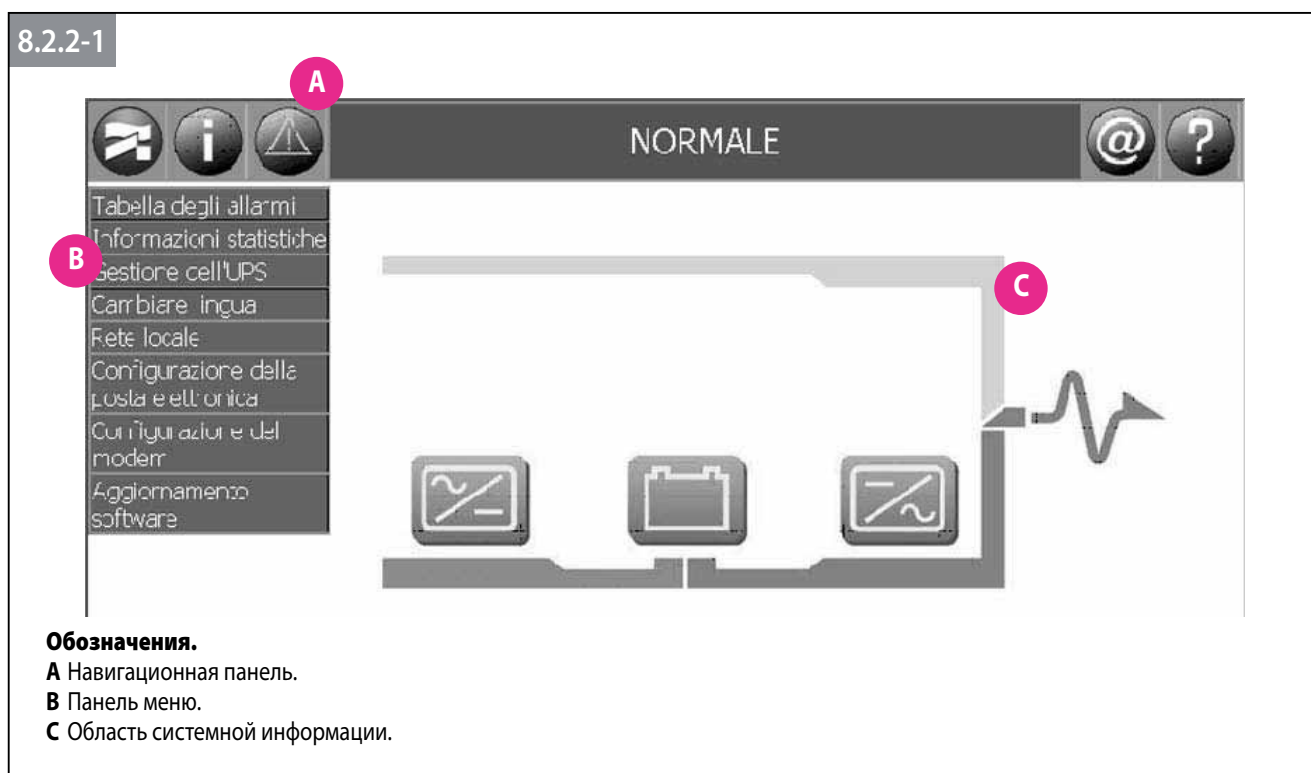 8.2.2-1
A
NORMALE
@ ?
i
Tabella degli allarmi
Informazioni statistiche
B
Gestione cell'UPS
C
Cambiare lingua
Rete locale
Configurazione della
posta elettronica
Configurazione del
modem
Aggiornamento
software
Обозначения.
A Навигационная панель.
B Панель меню.
C Область системной информации.